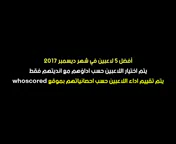 أفضل 5 لاعبين في شهر ديسمبر 2017
يتم اختيار اللاعبين حسب اداؤهم مع انديتهم فقط
يتم تقييم اداء اللاعبين حسب احصائياتهم بموقع whoscored